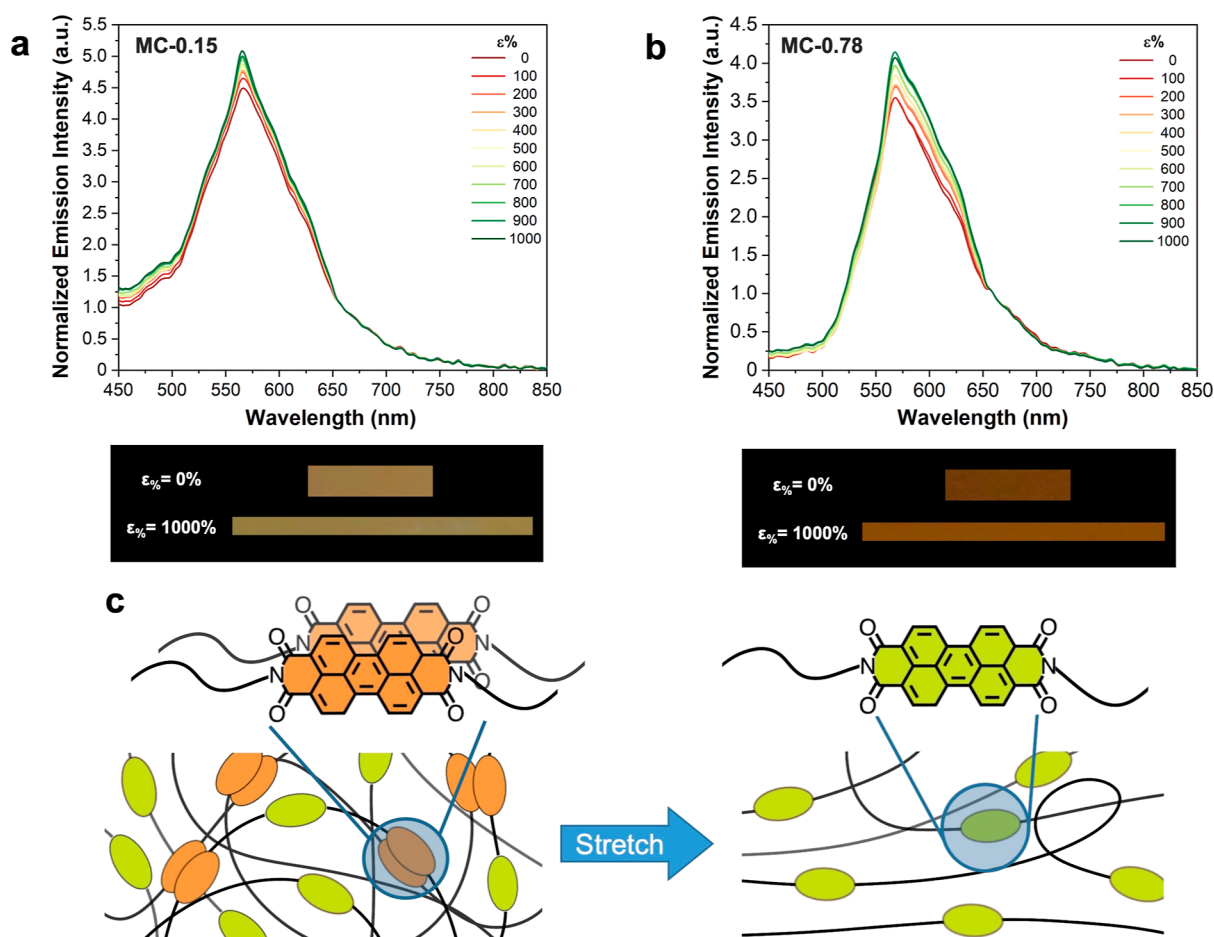 a
MC-0.15
ε%
0
100
200
300
400
500
600
700
800
900
1000
Normalized Emission Intensity (a.u.)
5.5
5.0
4.5
4.0
3.5
3.0
2.5
2.0
1.5
1.0
0.5
0
450 500 550 600 650 700 750 800 850
Wavelength (nm)
ε%= 0%
ε%= 1000%
b
MC-0.78
ε%
0
100
200
300
400
500
600
700
800
900
1000
Normalized Emission Intensity (a.u.)
4.5
4.0
3.5
3.0
2.5
2.0
1.5
1.0
0.5
0
450 500 550 600 650 700 750 800 850
Wavelength (nm)
ε%= 0%
ε%= 1000%
c
O O
N N
O
O O
N N
O O
O O
N N
O O
Stretch